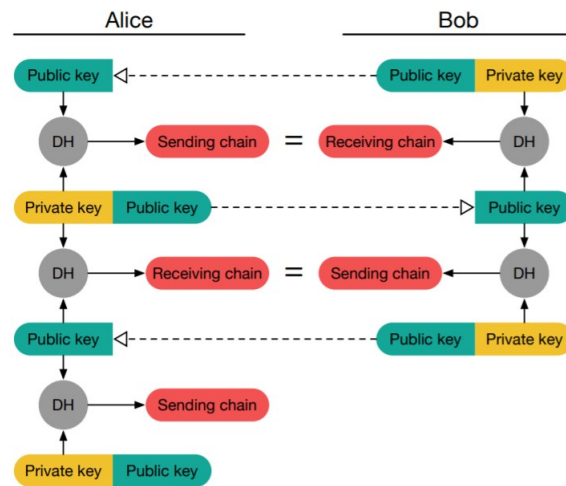 Alice Bob
Public key Public key Private key
DH Sending chain = Receiving chain DH
Private key Public key Public key
DH Receiving chain = Sending chain DH
Public key Public key Private key
DH Sending chain
Private key Public key